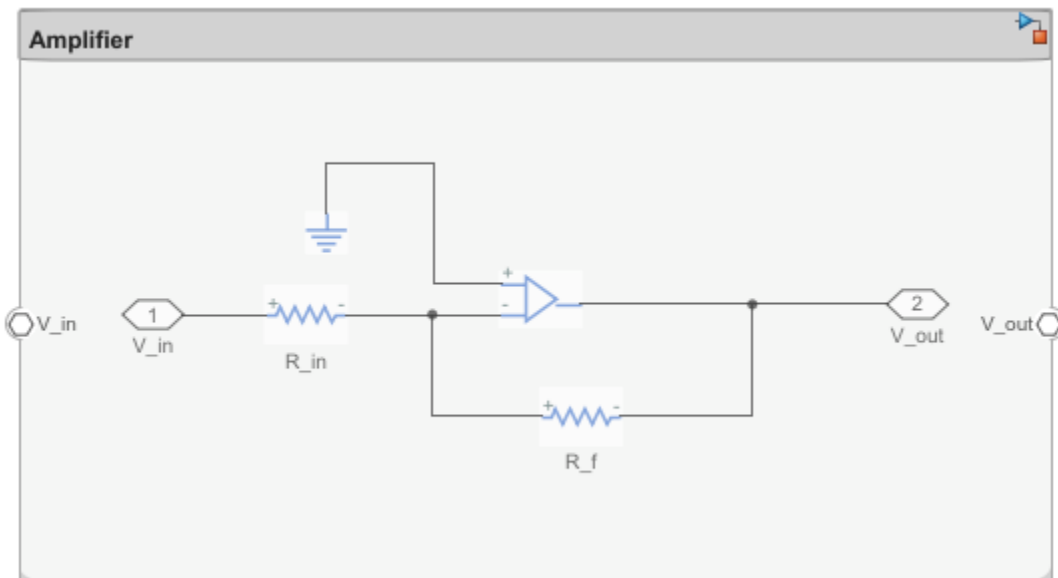 Amplifier
+
+ -
-
1
2
V_in
V_in
R_in
V_out
V_out
+ -
R_f